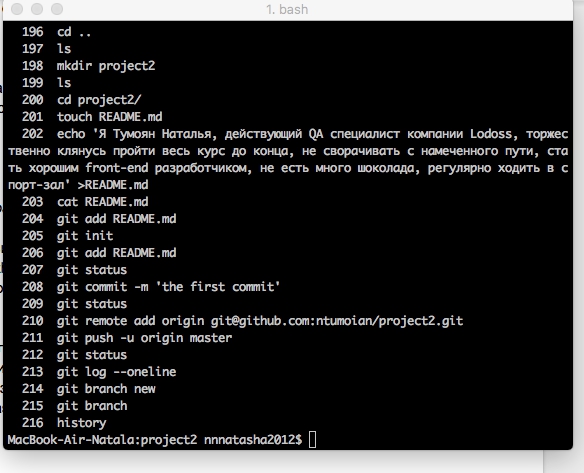 1. bash
196 cd ..
197 ls
198 mkdir project2
199 ls
200 cd project2/
201 touch README.md
202 echo 'Я Тумоян Наталья, действующий QA специалист компании Lodoss, торжес
твенно клянусь пройти весь курс до конца, не сворачивать с намеченного пути, ста
ть хорошим front-end разработчиком, не есть много шоколада, регулярно ходить в с
порт-зал' >README.md
203 cat README.md
204 git add README.md
205 git init
206 git add README.md
207 git status
208 git commit -m 'the first commit'
209 git status
210 git remote add origin git@github.com:ntumoian/project2.git
211 git push -u origin master
212 git status
213 git log --oneline
214 git branch new
215 git branch
216 history
MacBook-Air-Natala:project2 nnnatasha2012$